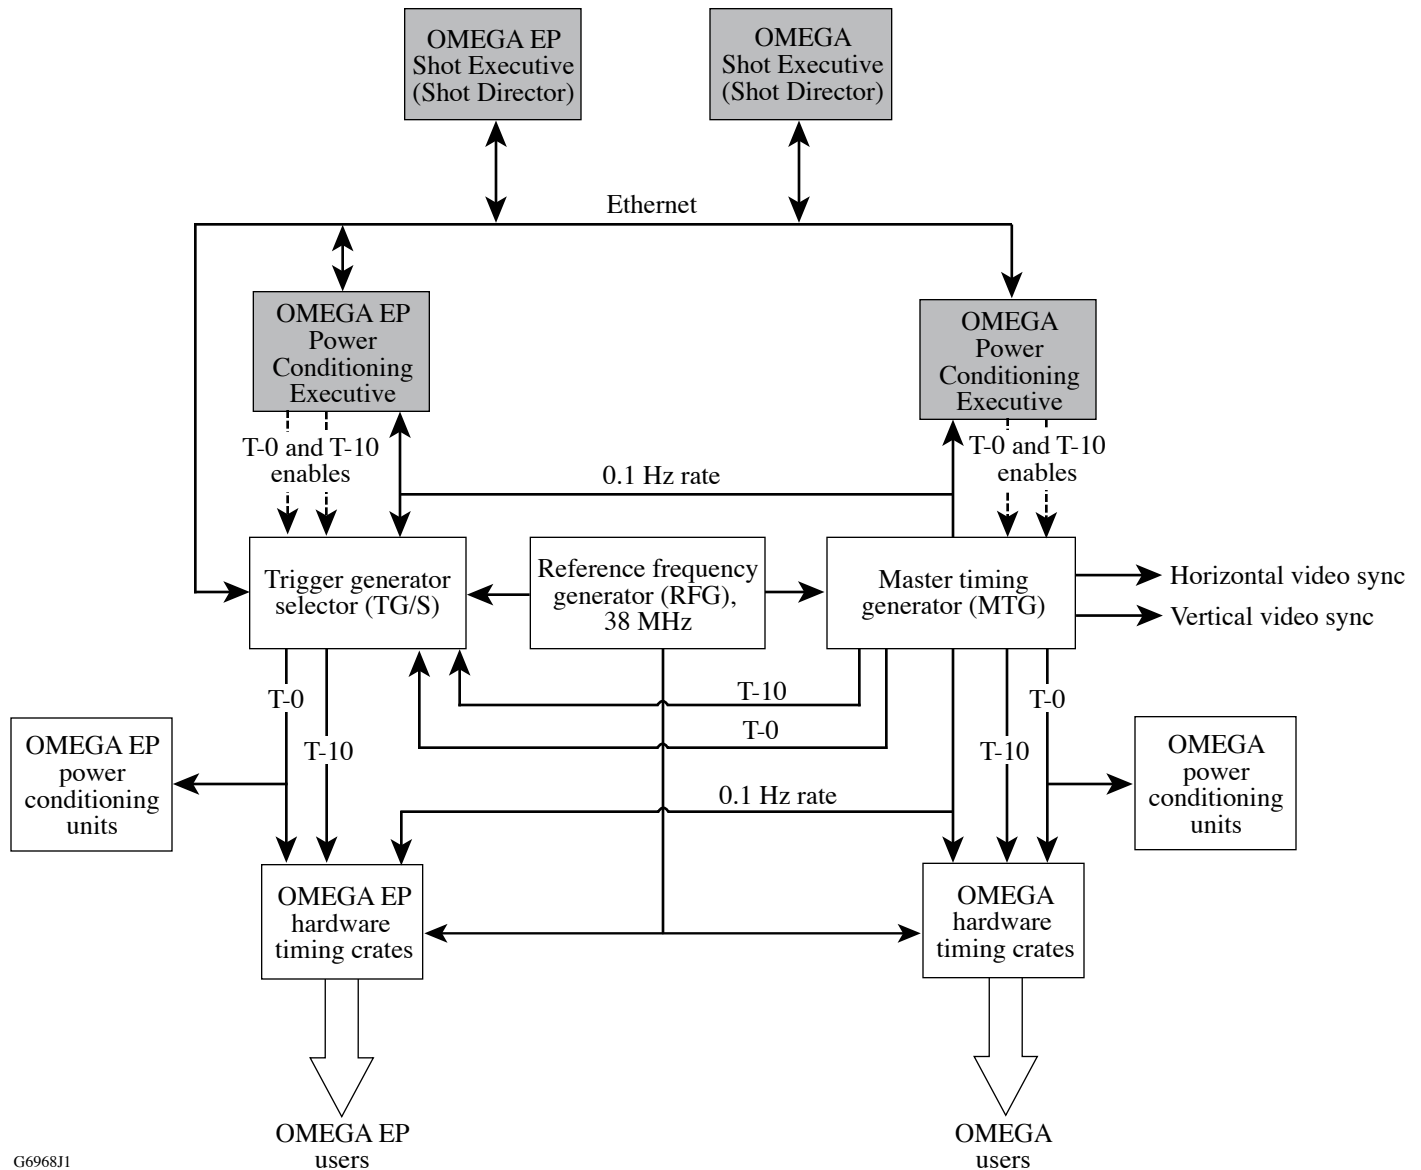 OMEGA EP
Shot Executive
(Shot Director)
OMEGA
Shot Executive
(Shot Director)
Ethernet
OMEGA EP
Power
Conditioning
Executive
OMEGA
Power
Conditioning
Executive
T-0 and T-10
enables
T-0 and T-10
enables
0.1 Hz rate
Trigger generator
selector (TG/S)
Reference frequency
generator (RFG),
38 MHz
Master timing
generator (MTG)
Horizontal video sync
Vertical video sync
T-0
T-10
T-10
T-0
T-0
T-10
OMEGA EP
power
conditioning
units
OMEGA
power
conditioning
units
0.1 Hz rate
OMEGA EP
hardware
timing crates
OMEGA
hardware
timing crates
OMEGA EP
users
OMEGA
users
G6968J1